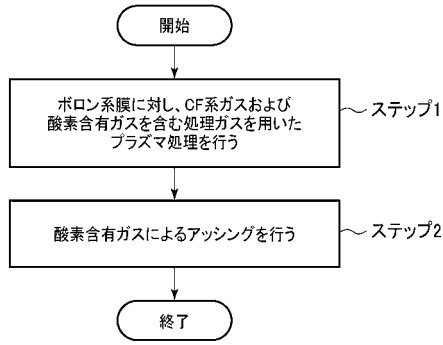 開始
ボロン系膜に対し、CF系ガスおよび
酸素含有ガスを含む処理ガスを用いた
プラズマ処理を行う
ステップ1
酸素含有ガスによるアッシングを行う
ステップ2
終了